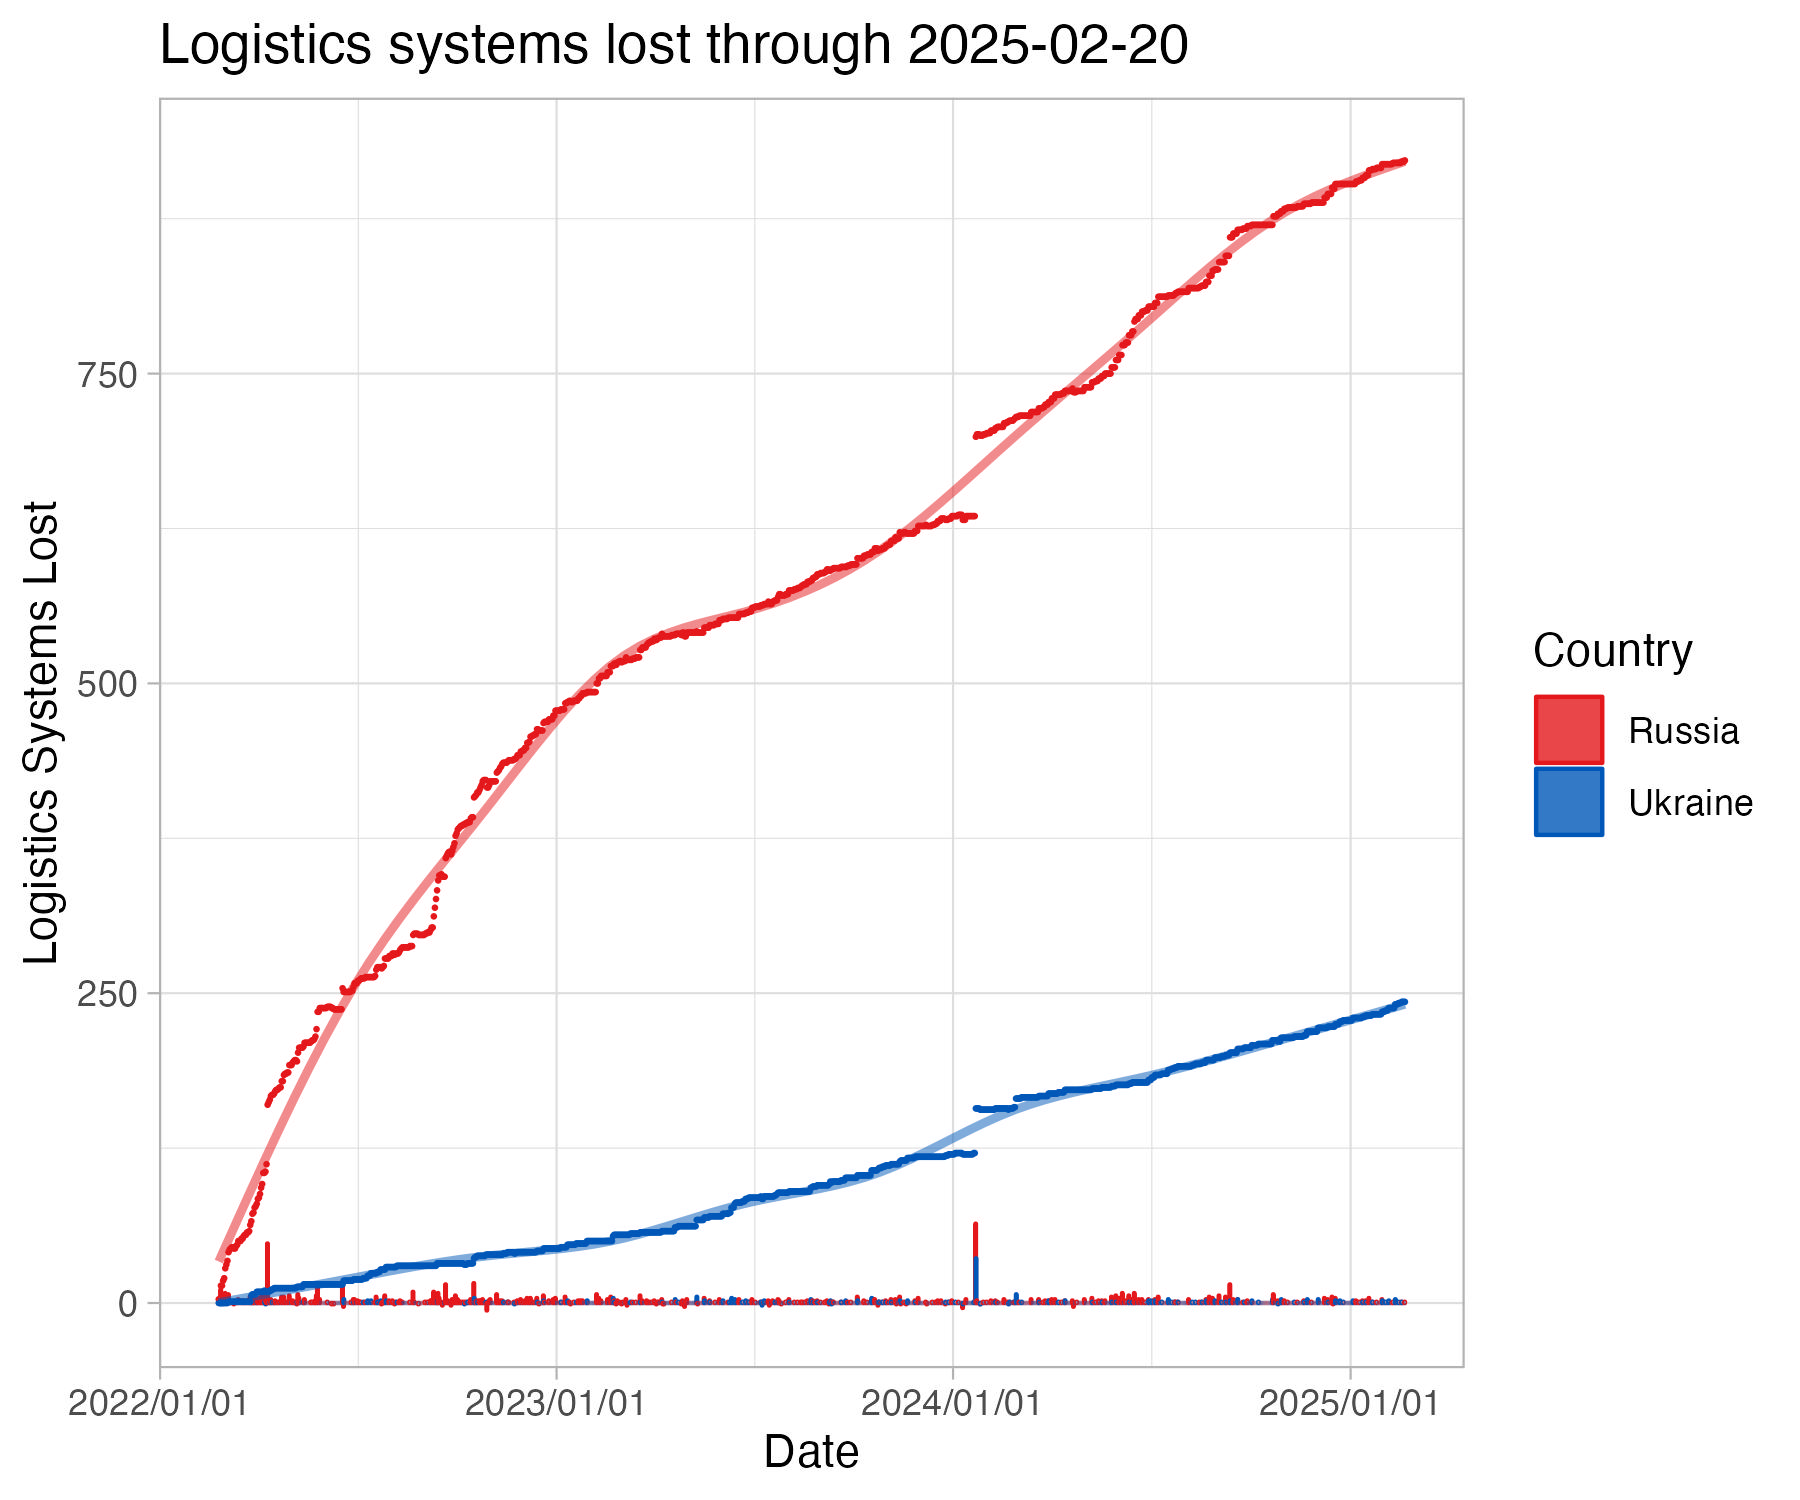 Logistics systems lost through 2025-02-20
Logistics Systems Lost
750
500
250
0
2022/01/01
2023/01/01
2024/01/01
2025/01/01
Date
Country
Russia
Ukraine